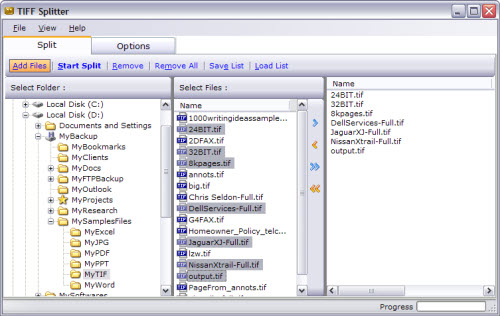 TIFF Splitter
File View Help
Split Options
Add Files Start Split Remove Remove All Save List Load List
Select Folder :
Local Disk (C:)
Local Disk (D:)
Documents and Settings
MyBackup
MyBookmarks
MyClients
MyDocs
MyFTPBackup
MyOutlook
MyProjects
MyResearch
MySamplesFiles
MyExcel
MyJPG
MyPDF
MyPPT
MyTIF
MyWord
MySoftwares
Select Files :
Name
1000writingideassample...
24BIT.tif
2DFAX.tif
32BIT.tif
8kpages.tif
annots.tif
big.tif
Chris Seldon-Full.tif
DellServices-Full.tif
G4FAX.tif
Homeowner_Policy_telc...
JaguarXJ-Full.tif
lzw.tif
NissanXtrail-Full.tif
output.tif
PageFrom_annots.tif
Name
24BIT.tif
32BIT.tif
8kpages.tif
DellServices-Full.tif
JaguarXJ-Full.tif
NissanXtrail-Full.tif
output.tif
Progress